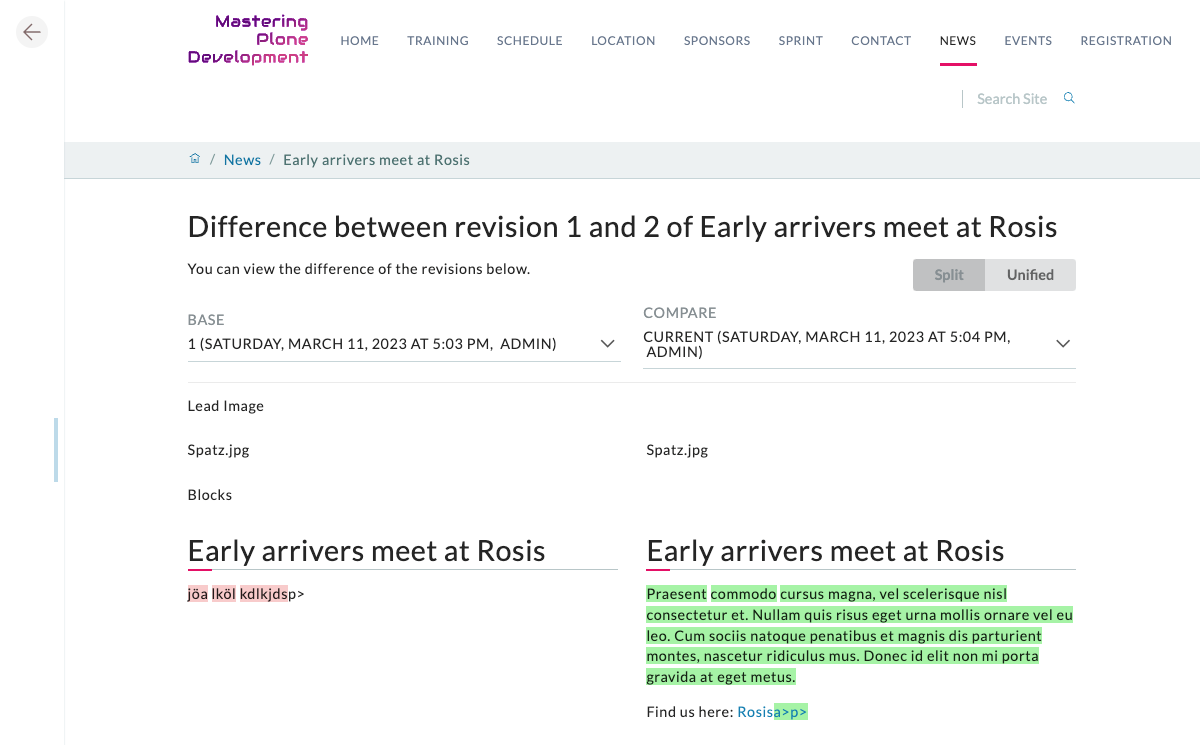 Mastering
Plone
Development
HOME TRAINING SCHEDULE LOCATION SPONSORS SPRINT CONTACT NEWS EVENTS REGISTRATION
Search Site
/ News / Early arrivers meet at Rosis
Difference between revision 1 and 2 of Early arrivers meet at Rosis
You can view the difference of the revisions below.
Split Unified
BASE
1 (SATURDAY, MARCH 11, 2023 AT 5:03 PM, ADMIN)
COMPARE
CURRENT (SATURDAY, MARCH 11, 2023 AT 5:04 PM,
ADMIN)
Lead Image
Spatz.jpg Spatz.jpg
Blocks
Early arrivers meet at Rosis
jöa lköl kdlkjdsp>
Early arrivers meet at Rosis
Praesent commodo cursus magna, vel scelerisque nisl
consectetur et. Nullam quis risus eget urna mollis ornare vel eu
leo. Cum sociis natoque penatibus et magnis dis parturient
montes, nascetur ridiculus mus. Donec id elit non mi porta
gravida at eget metus.
Find us here: Rosisa>p>